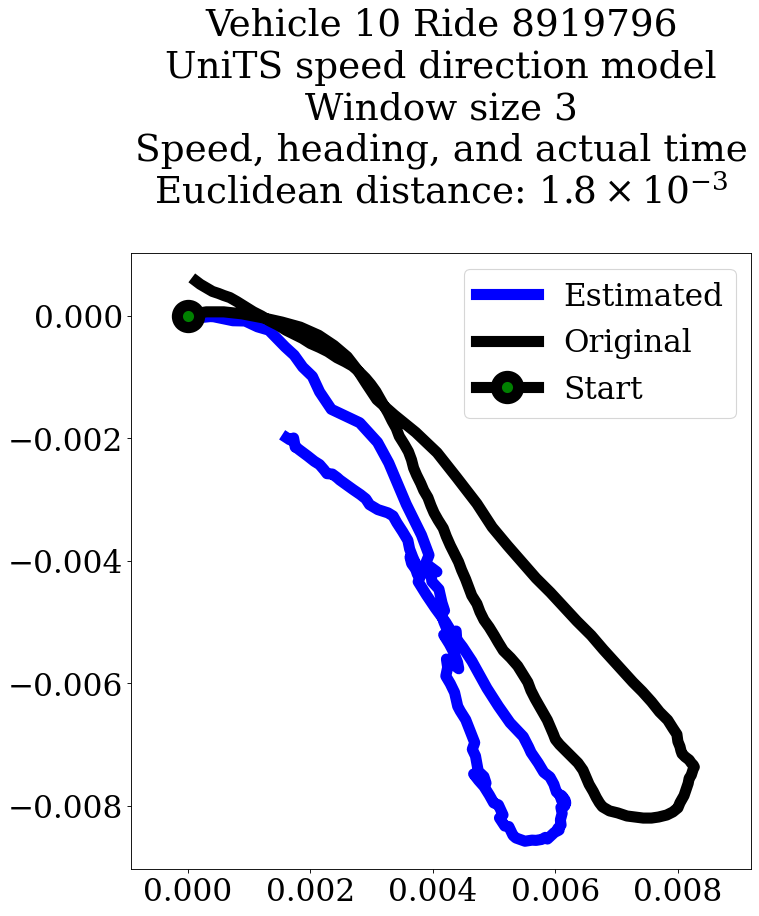 Vehicle 10 Ride 8919796
UniTS speed direction model
Window size 3
Speed, heading, and actual time
Euclidean distance: 1.8 × 10⁻³
Estimated
Original
Start
0.000
−0.002
−0.004
−0.006
−0.008
0.000 0.002 0.004 0.006 0.008